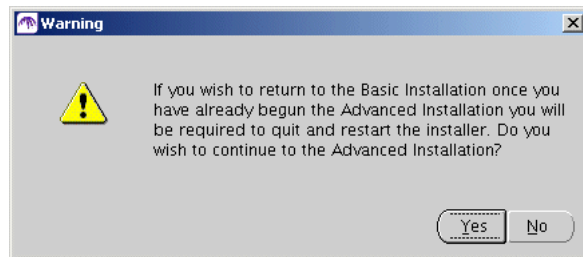 Warning
If you wish to return to the Basic Installation once you
have already begun the Advanced Installation you will
be required to quit and restart the installer. Do you
wish to continue to the Advanced Installation?
Yes No